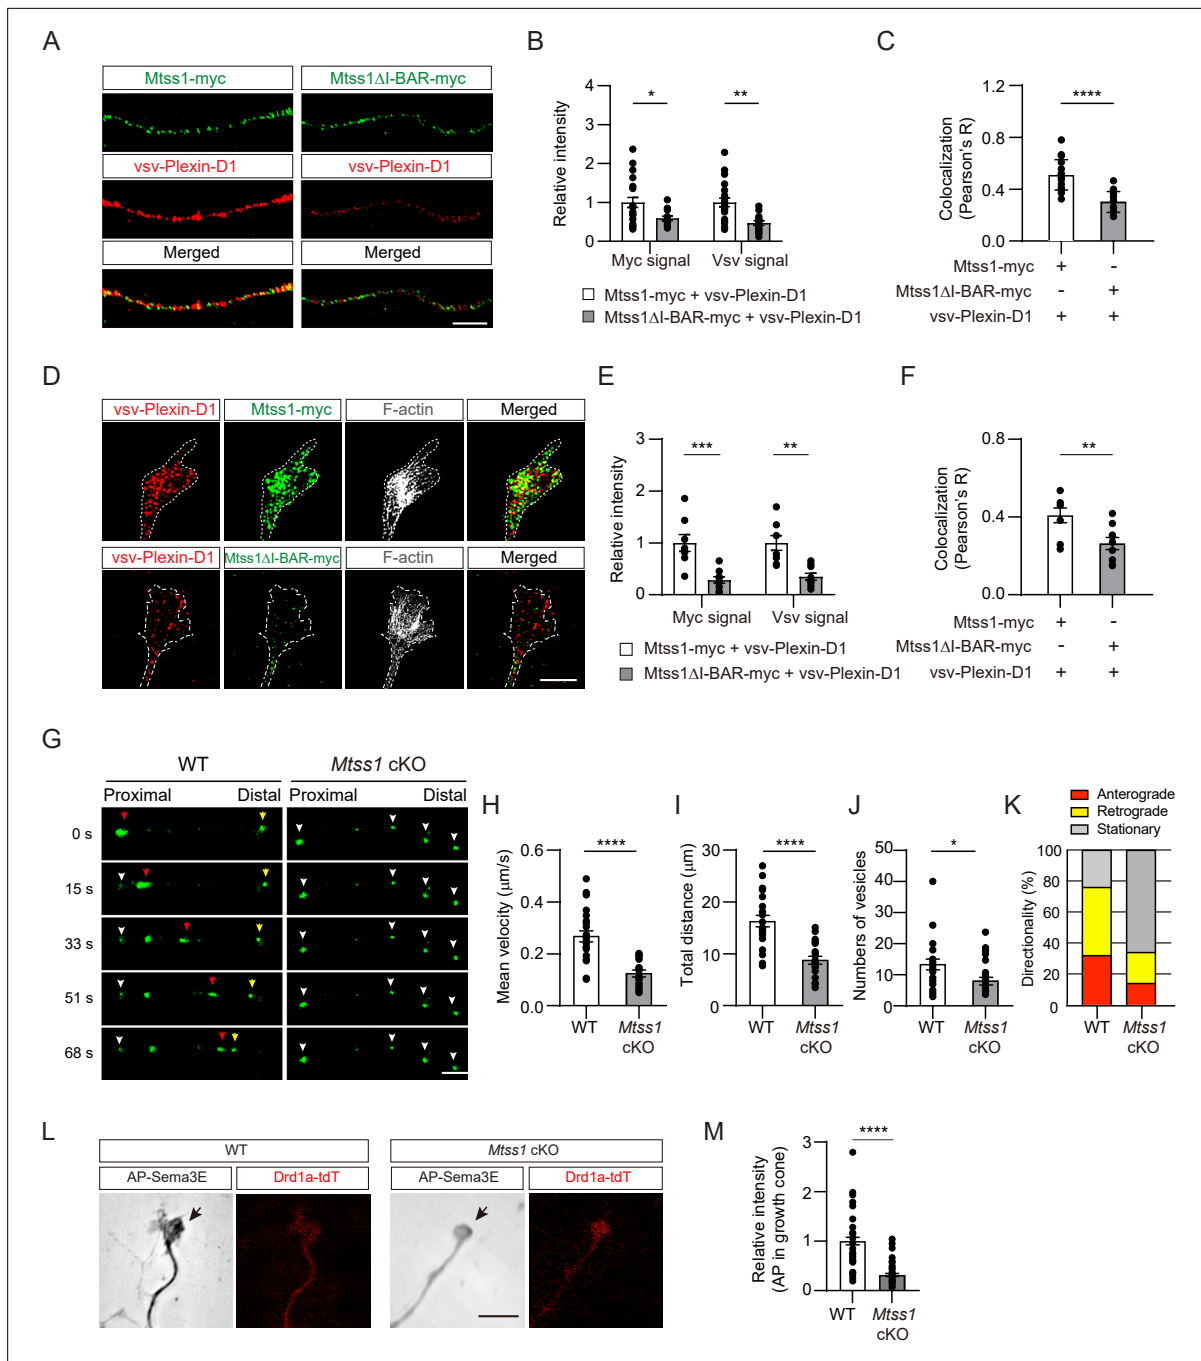 A
Mtss1-myc
Mtss1ΔI-BAR-myc
vsv-Plexin-D1
vsv-Plexin-D1
Merged
Merged
B
Relative intensity
4
3
2
1
0
*
**
Myc signal
Vsv signal
Mtss1-myc + vsv-Plexin-D1
Mtss1ΔI-BAR-myc + vsv-Plexin-D1
C
Colocalization
(Pearson's R)
1.2
0.8
0.4
0.0
****
Mtss1-myc + -
Mtss1ΔI-BAR-myc - +
vsv-Plexin-D1 + +
D
vsv-Plexin-D1
Mtss1-myc
F-actin
Merged
vsv-Plexin-D1
Mtss1ΔI-BAR-myc
F-actin
Merged
E
Relative intensity
3
2
1
0
***
**
Myc signal
Vsv signal
Mtss1-myc + vsv-Plexin-D1
Mtss1ΔI-BAR-myc + vsv-Plexin-D1
F
Colocalization
(Pearson's R)
0.8
0.4
0.0
**
Mtss1-myc + -
Mtss1ΔI-BAR-myc - +
vsv-Plexin-D1 + +
G
WT
Mtss1 cKO
Proximal
Distal
Proximal
Distal
0 s
15 s
33 s
51 s
68 s
H
Mean velocity (μm/s)
0.6
0.4
0.2
0.0
****
WT
Mtss1
cKO
I
Total distance (μm)
30
20
10
0
****
WT
Mtss1
cKO
J
Numbers of vesicles
50
40
30
20
10
0
*
WT
Mtss1
cKO
K
Anterograde
Retrograde
Stationary
Directionality (%)
100
80
60
40
20
0
WT
Mtss1
cKO
L
WT
Mtss1 cKO
AP-Sema3E
Drd1a-tdT
AP-Sema3E
Drd1a-tdT
M
Relative intensity
(AP in growth cone)
3
2
1
0
****
WT
Mtss1
cKO